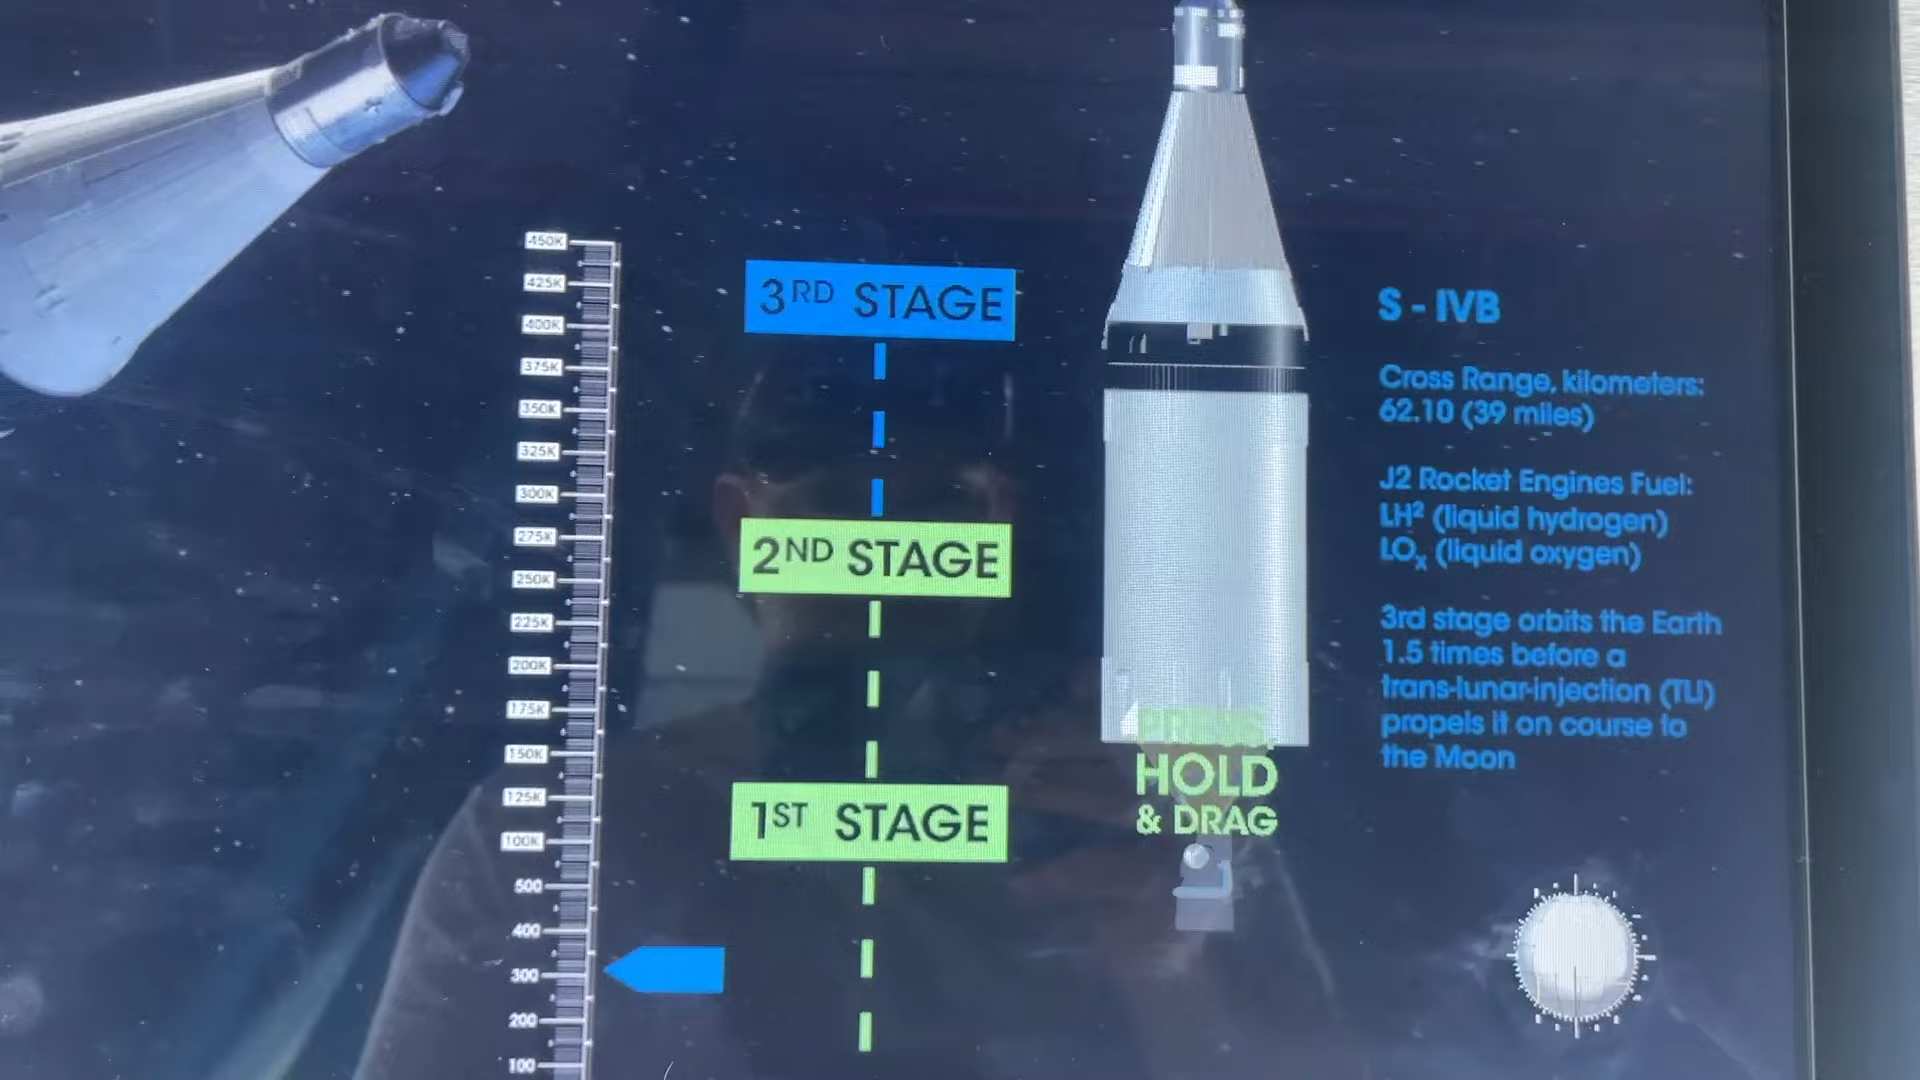 450K
425K
400K
375K
350K
325K
300K
275K
250K
225K
200K
175K
150K
125K
100K
500
400
300
200
100
3RD STAGE
2ND STAGE
1ST STAGE
PRESS,
HOLD
& DRAG
S - IVB
Cross Range, kilometers:
62.10 (39 miles)
J2 Rocket Engines Fuel:
LH² (liquid hydrogen)
LOₓ (liquid oxygen)
3rd stage orbits the Earth
1.5 times before a
trans-lunar-injection (TLI)
propels it on course to
the Moon